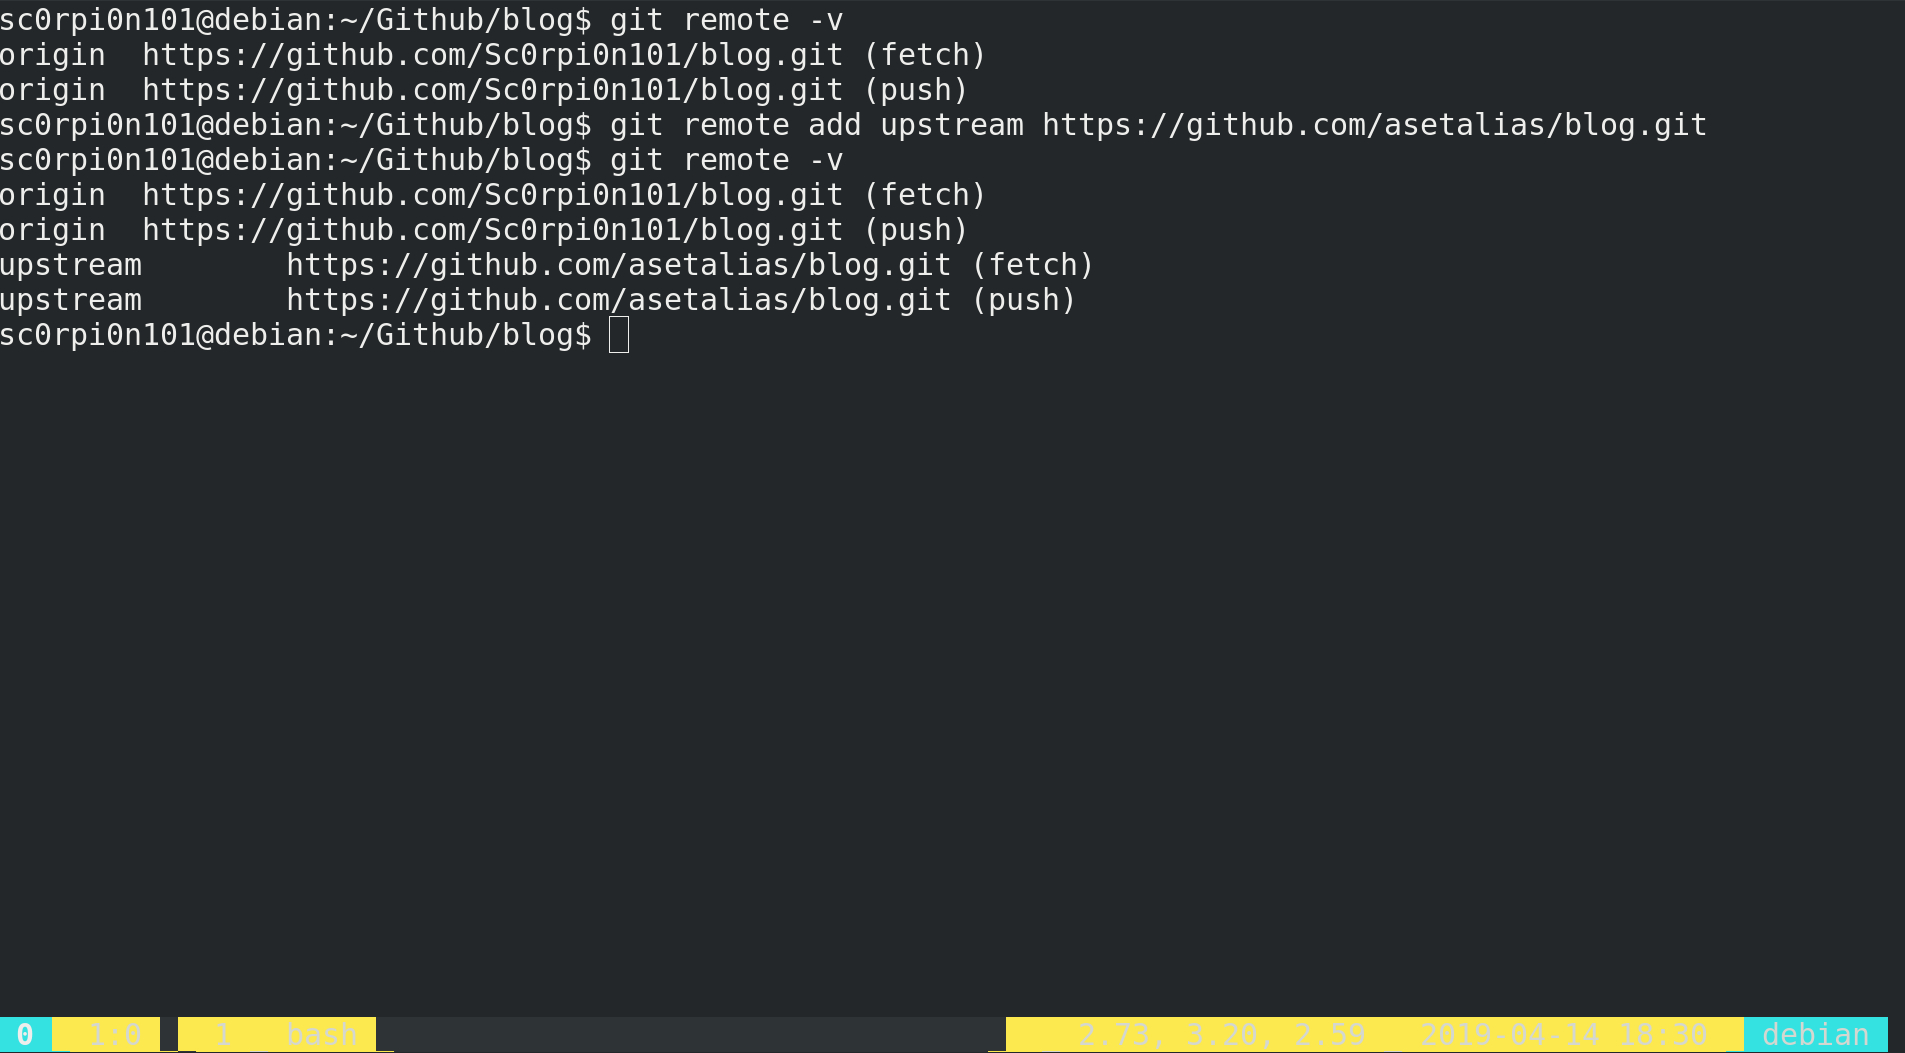 sc0rpi0n101@debian:~/Github/blog$ git remote -v
origin  https://github.com/Sc0rpi0n101/blog.git (fetch)
origin  https://github.com/Sc0rpi0n101/blog.git (push)
sc0rpi0n101@debian:~/Github/blog$ git remote add upstream https://github.com/asetalias/blog.git
sc0rpi0n101@debian:~/Github/blog$ git remote -v
origin  https://github.com/Sc0rpi0n101/blog.git (fetch)
origin  https://github.com/Sc0rpi0n101/blog.git (push)
upstream        https://github.com/asetalias/blog.git (fetch)
upstream        https://github.com/asetalias/blog.git (push)
sc0rpi0n101@debian:~/Github/blog$
0 1:0 1 bash 2.73, 3.20, 2.59 2019-04-14 18:30 debian